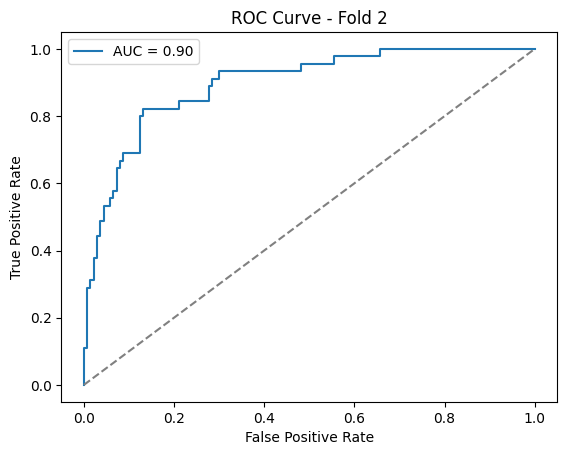 ROC Curve - Fold 2
AUC = 0.90
True Positive Rate
1.0
0.8
0.6
0.4
0.2
0.0
0.0 0.2 0.4 0.6 0.8 1.0
False Positive Rate